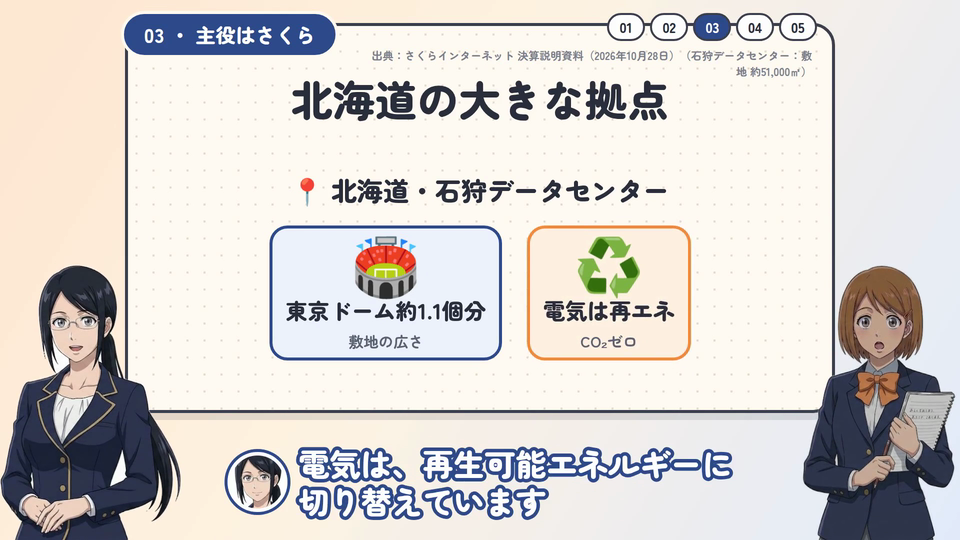 03 ・ 主役はさくら
01 02 03 04 05
出典：さくらインターネット 決算説明資料（2026年10月28日）（石狩データセンター：敷
地 約51,000㎡）
北海道の大きな拠点
📍 北海道・石狩データセンター
東京ドーム約1.1個分
敷地の広さ
電気は再エネ
CO₂ゼロ
電気は、再生可能エネルギーに
切り替えています